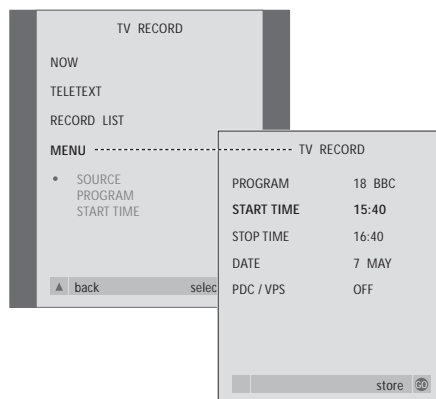 TV RECORD
NOW
TELETEXT
RECORD LIST
MENU
• SOURCE
PROGRAM
START TIME
▲ back selec
TV RECORD
PROGRAM 18 BBC
START TIME 15:40
STOP TIME 16:40
DATE 7 MAY
PDC / VPS OFF
store GO